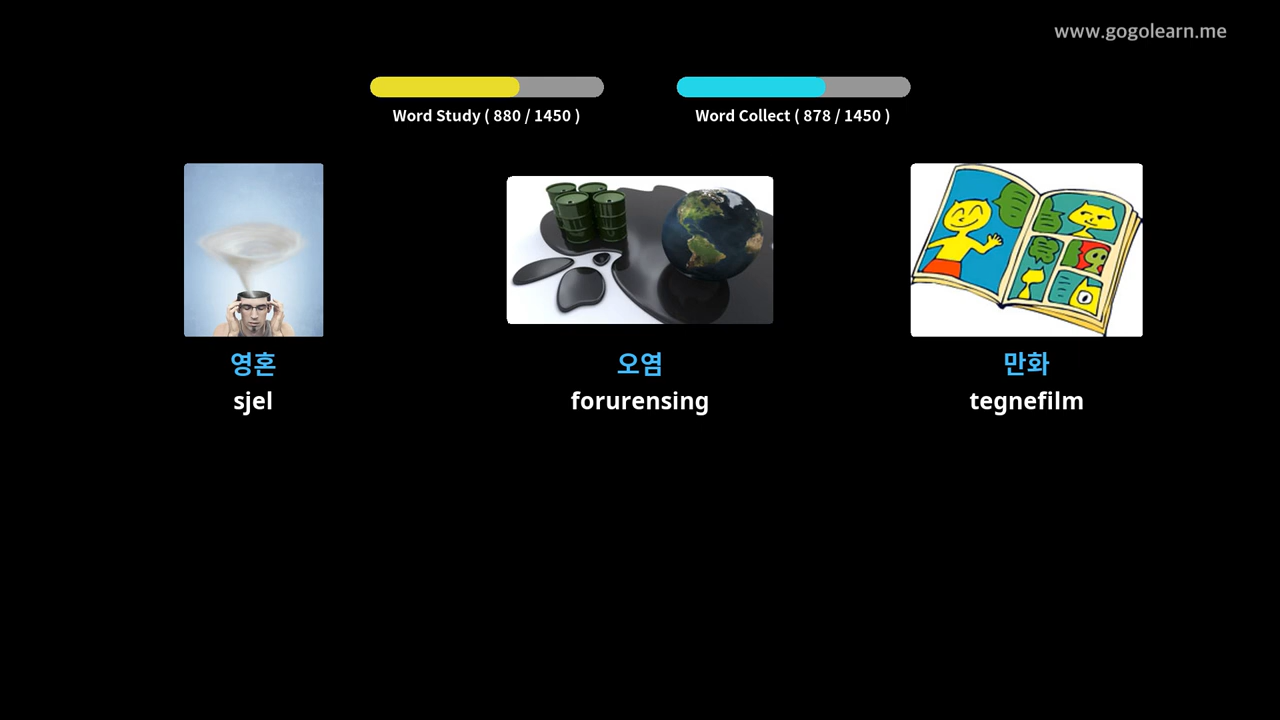 www.gogolearn.me
Word Study ( 880 / 1450 )
Word Collect ( 878 / 1450 )
영혼
sjel
오염
forurensing
만화
tegnefilm